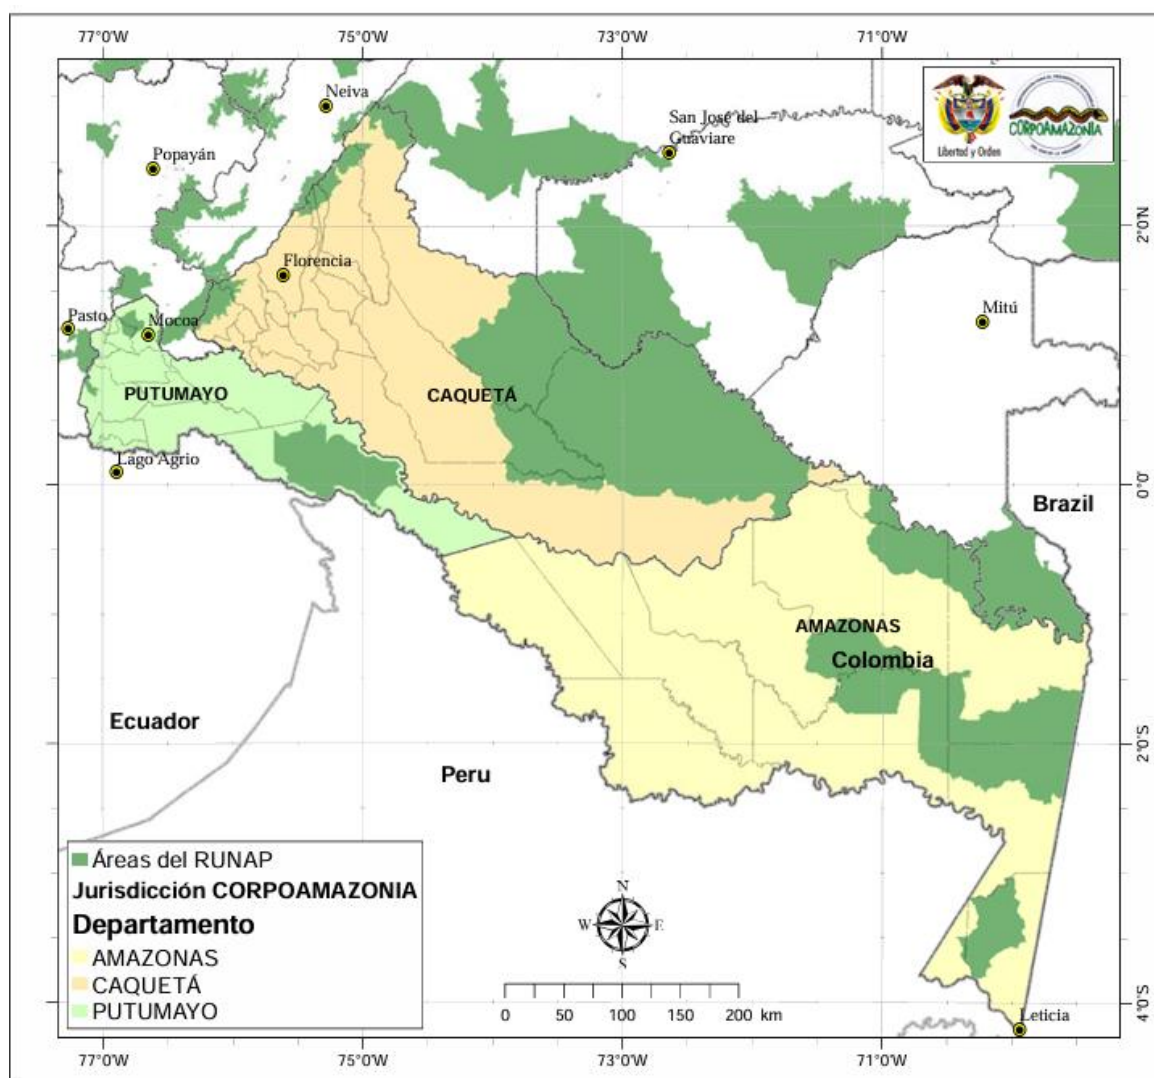 77°0'W
75°0'W
73°0'W
71°0'W
Neiva
San José del
Guaviare
Popayán
Libertad y Orden
CORPOAMAZONIA
2°0'N
Florencia
Pasto
Mocoa
Mitú
PUTUMAYO
CAQUETÁ
Lago Agrio
0°0'
Brazil
AMAZONAS
Colombia
Ecuador
2°0'S
Peru
Áreas del RUNAP
Jurisdicción CORPOAMAZONIA
Departamento
AMAZONAS
CAQUETÁ
PUTUMAYO
N
W
E
S
0 50 100 150 200 km
4°0'S
Leticia
77°0'W
75°0'W
73°0'W
71°0'W